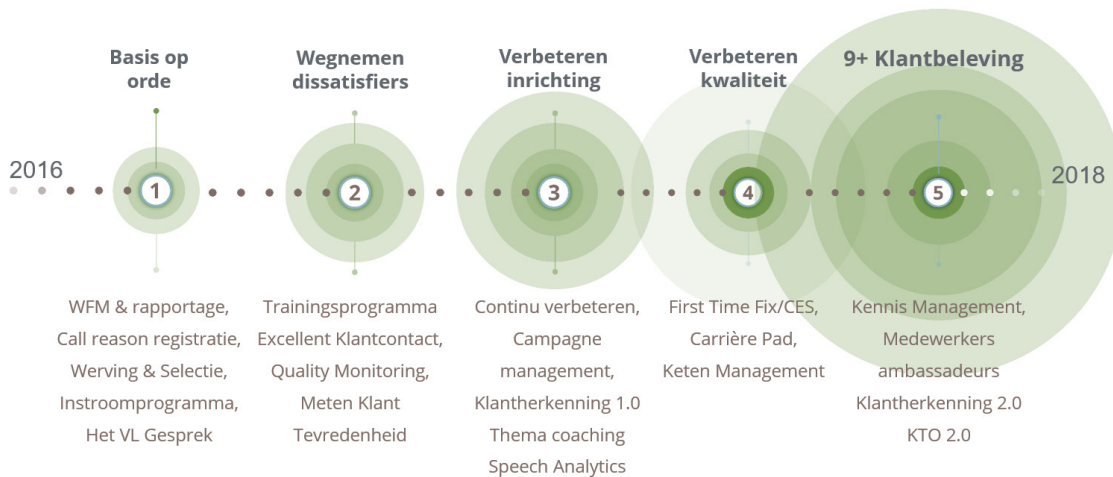 Basis op
orde
Wegnemen
dissatisfiers
Verbeteren
inrichting
Verbeteren
kwaliteit
9+ Klantbeleving
2016
1
2
3
4
5
2018
WFM & rapportage,
Call reason registratie,
Werving & Selectie,
Instroomprogramma,
Het VL Gesprek
Trainingsprogramma
Excellent Klantcontact,
Quality Monitoring,
Meten Klant
Tevredenheid
Continu verbeteren,
Campagne
management,
Klantherkenning 1.0
Thema coaching
Speech Analytics
First Time Fix/CES,
Carrière Pad,
Keten Management
Kennis Management,
Medewerkers
ambassadeurs
Klantherkenning 2.0
KTO 2.0